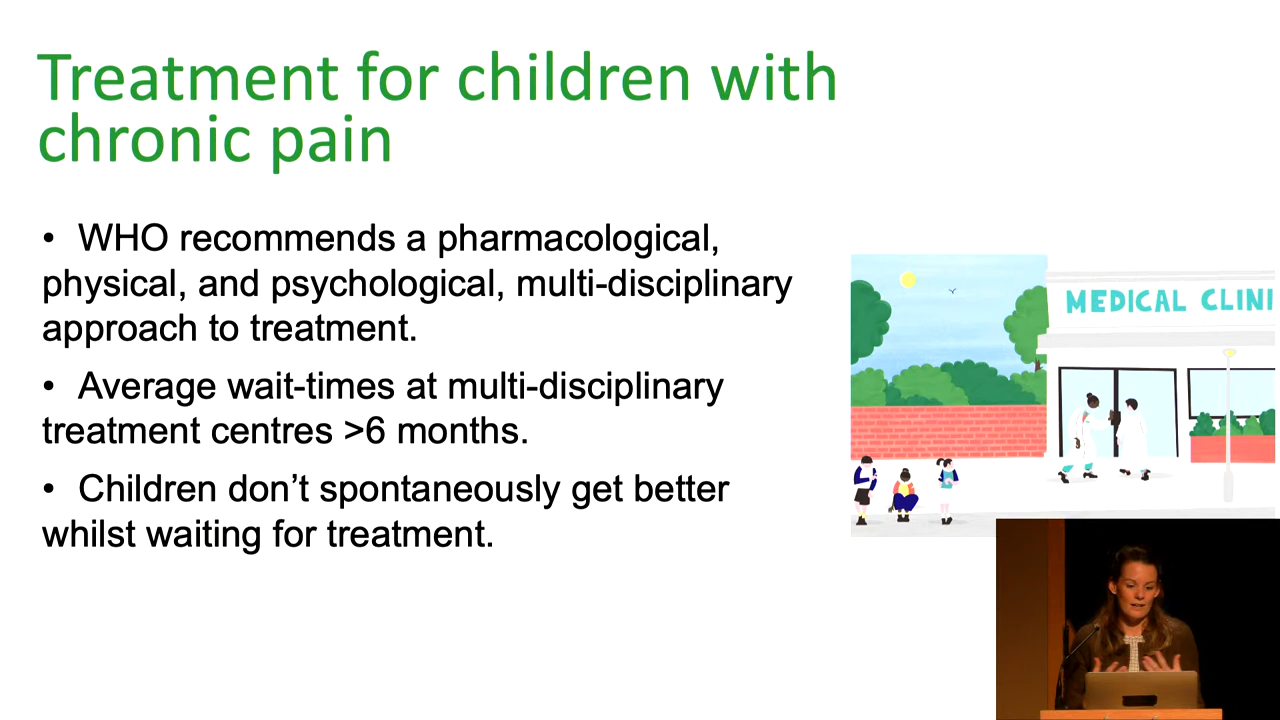 Treatment for children with
chronic pain
• WHO recommends a pharmacological,
physical, and psychological, multi-disciplinary
approach to treatment.
• Average wait-times at multi-disciplinary
treatment centres >6 months.
• Children don’t spontaneously get better
whilst waiting for treatment.
MEDICAL CLINI